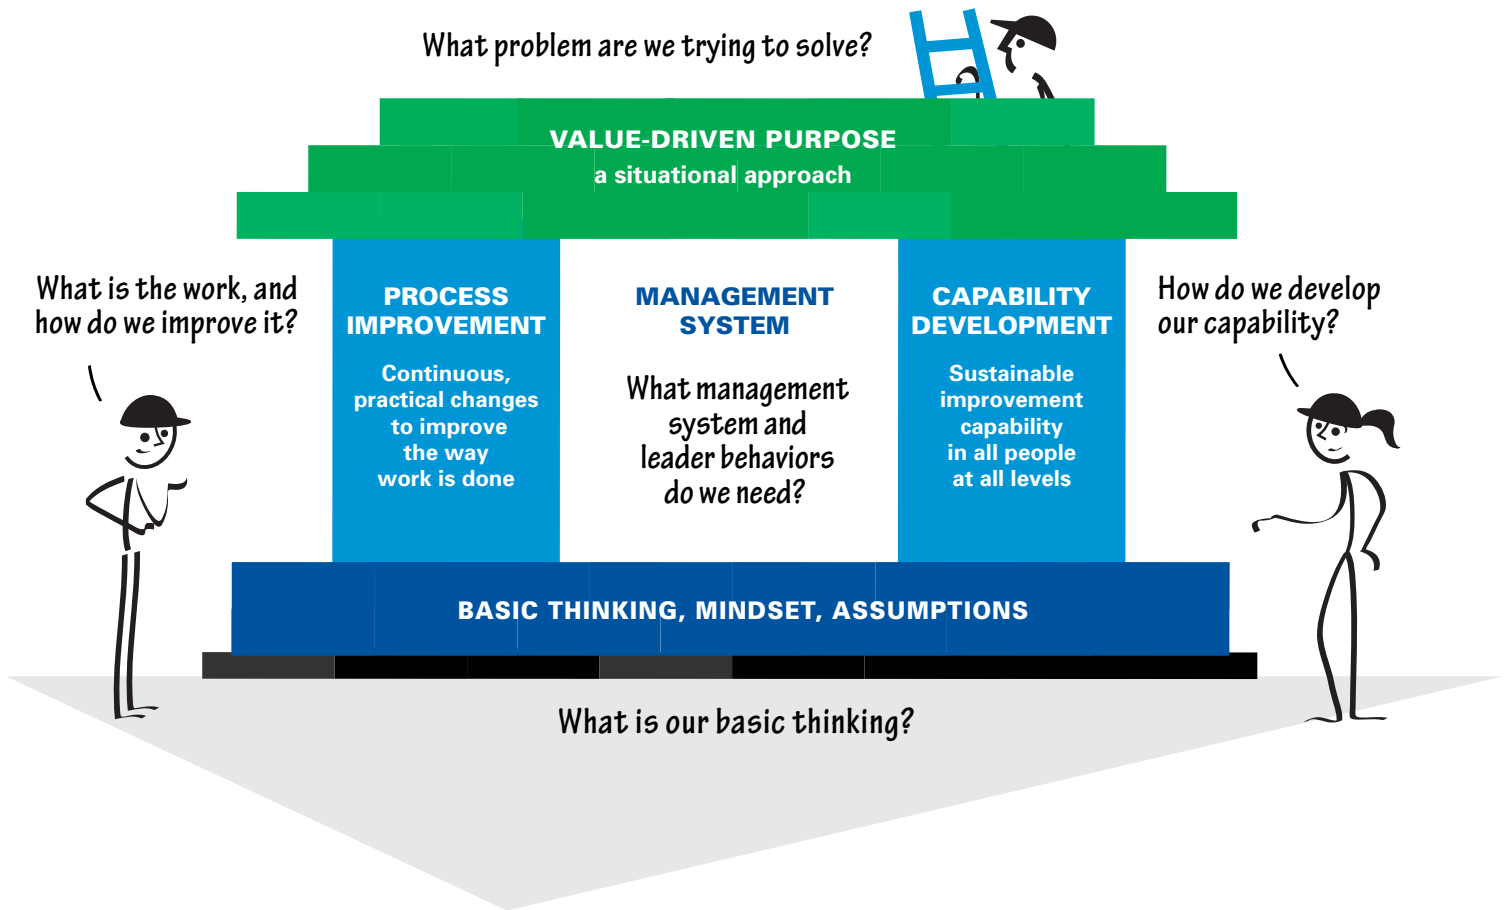 What problem are we trying to solve?
VALUE-DRIVEN PURPOSE
a situational approach
What is the work, and
how do we improve it?
PROCESS
IMPROVEMENT
Continuous,
practical changes
to improve
the way
work is done
MANAGEMENT
SYSTEM
What management
system and
leader behaviors
do we need?
CAPABILITY
DEVELOPMENT
Sustainable
improvement
capability
in all people
at all levels
How do we develop
our capability?
BASIC THINKING, MINDSET, ASSUMPTIONS
What is our basic thinking?